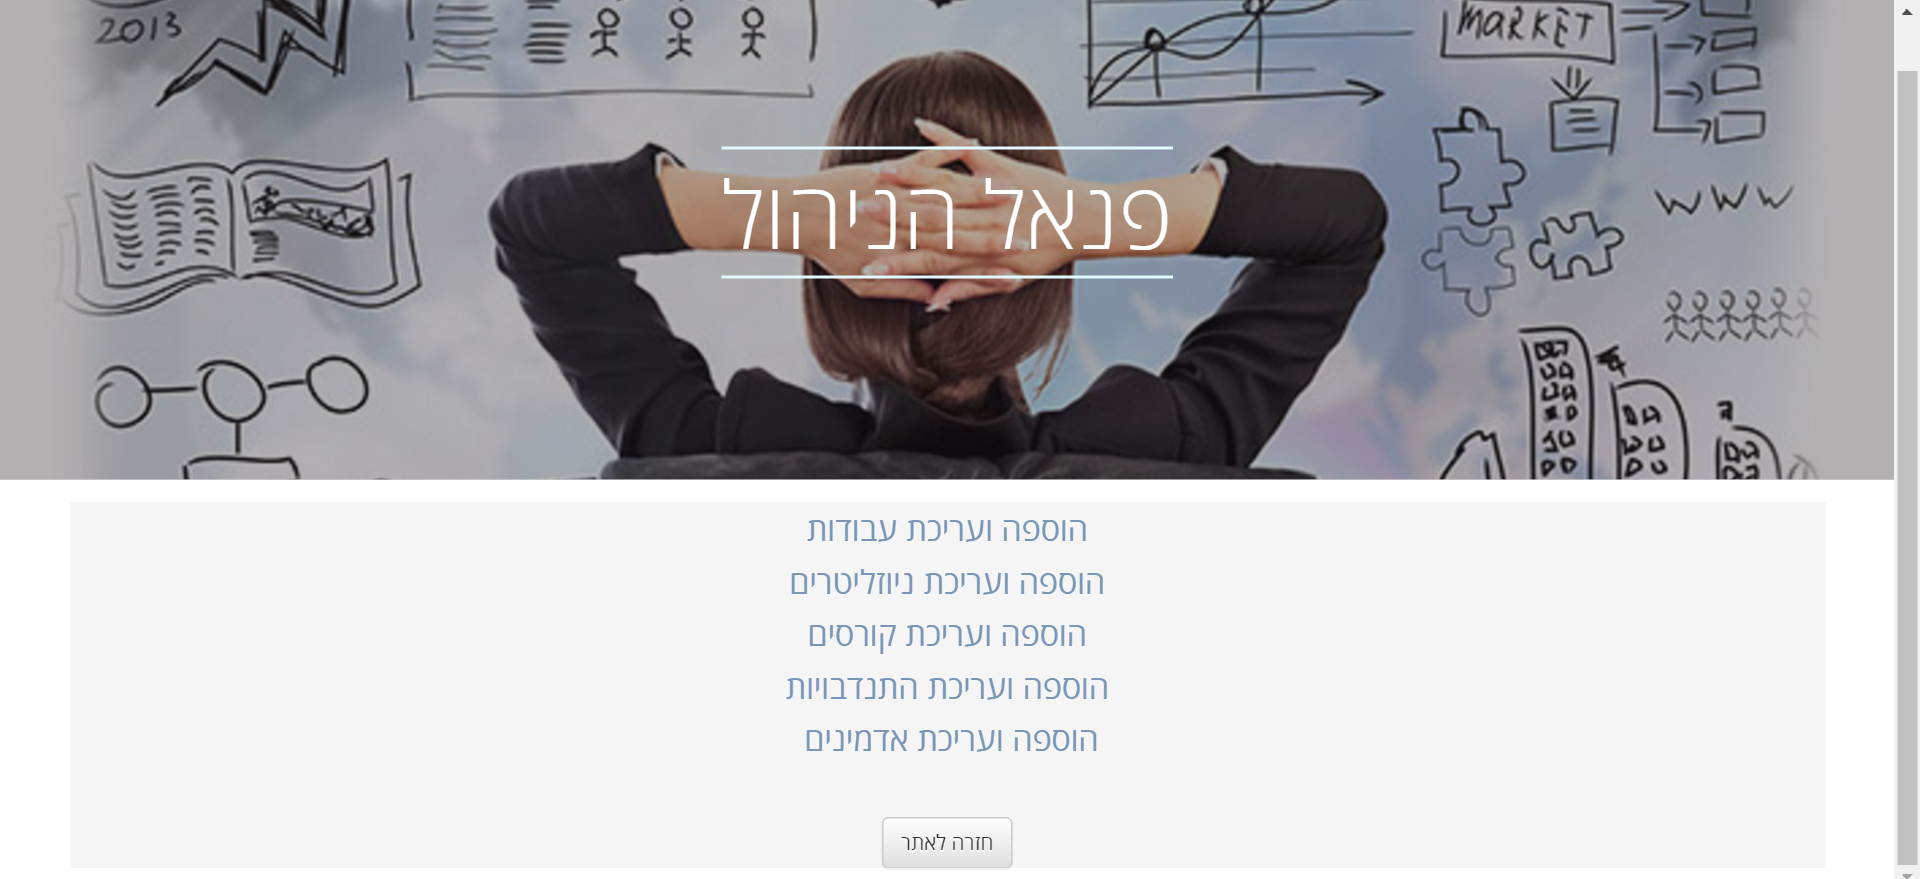 2013
MARKET
פנאל הניהול
WWW
הוספה ועריכת עבודות
הוספה ועריכת ניוזליטרים
הוספה ועריכת קורסים
הוספה ועריכת התנדבויות
הוספה ועריכת אדמינים
חזרה לאתר